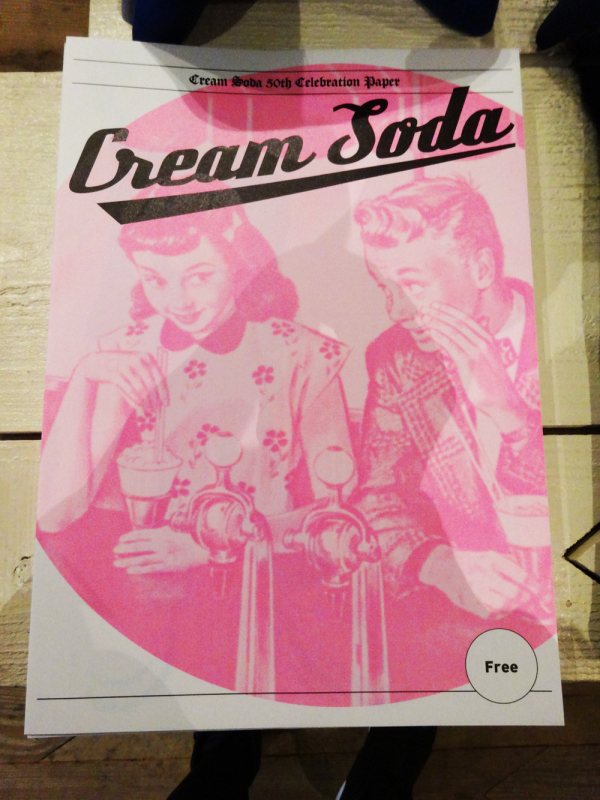 Cream Soda 50th Celebration Paper
Cream Soda
Free